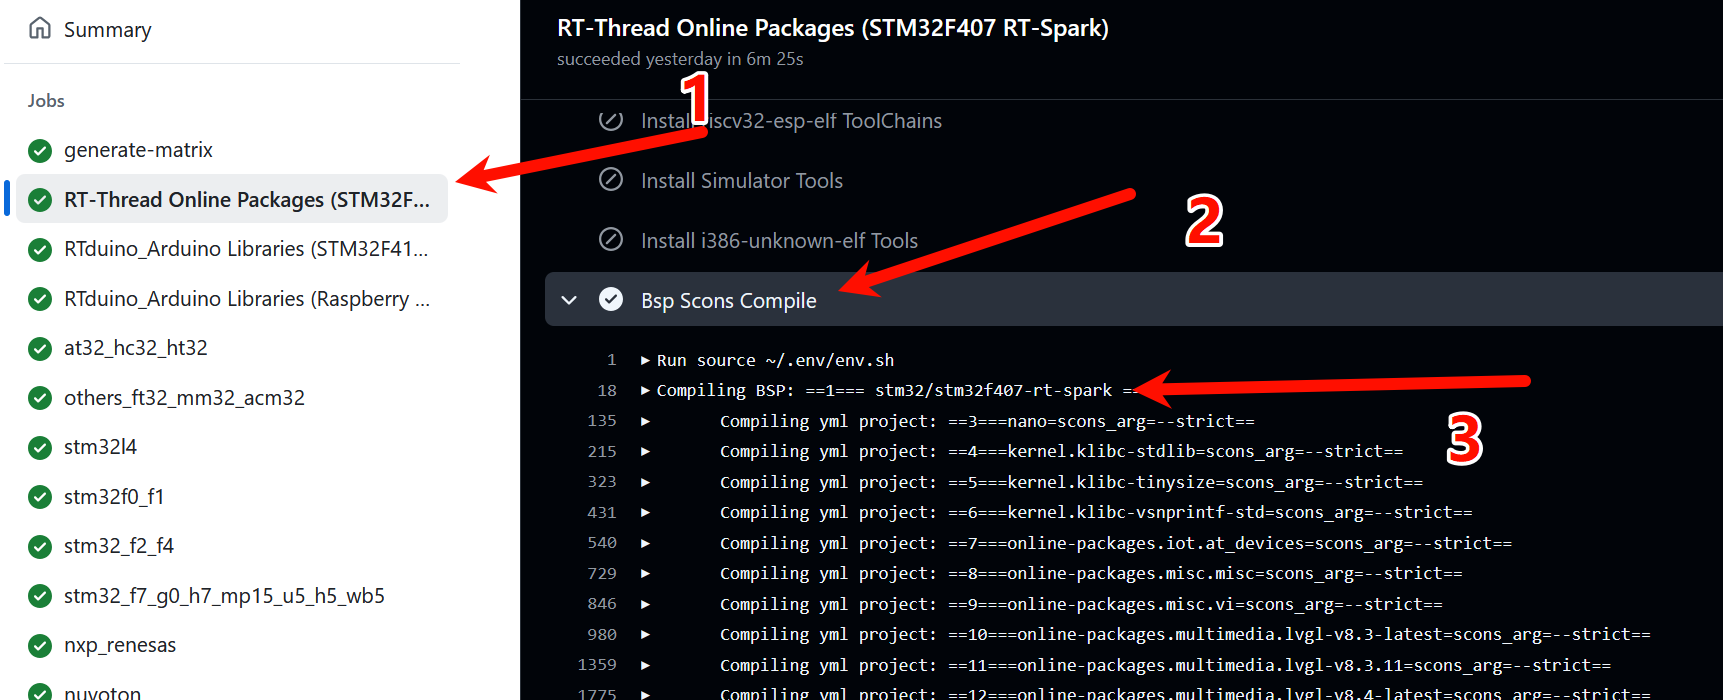 Summary
Jobs
generate-matrix
RT-Thread Online Packages (STM32F...
RTduino_Arduino Libraries (STM32F41...
RTduino_Arduino Libraries (Raspberry ...
at32_hc32_ht32
others_ft32_mm32_acm32
stm32l4
stm32f0_f1
stm32_f2_f4
stm32_f7_g0_h7_mp15_u5_h5_wb5
nxp_renesas
nuvoton
RT-Thread Online Packages (STM32F407 RT-Spark)
succeeded yesterday in 6m 25s
1
Install riscv32-esp-elf ToolChains
Install Simulator Tools
2
Install i386-unknown-elf Tools
Bsp Scons Compile
1 Run source ~/.env/env.sh
18 Compiling BSP: ==1=== stm32/stm32f407-rt-spark ==
3
135 Compiling yml project: ==3===nano=scons_arg=--strict==
215 Compiling yml project: ==4===kernel.klibc-stdlib=scons_arg=--strict==
323 Compiling yml project: ==5===kernel.klibc-tinysize=scons_arg=--strict==
431 Compiling yml project: ==6===kernel.klibc-vsnprintf-std=scons_arg=--strict==
540 Compiling yml project: ==7===online-packages.iot.at_devices=scons_arg=--strict==
729 Compiling yml project: ==8===online-packages.misc.misc=scons_arg=--strict==
846 Compiling yml project: ==9===online-packages.misc.vi=scons_arg=--strict==
980 Compiling yml project: ==10===online-packages.multimedia.lvgl-v8.3-latest=scons_arg=--strict==
1359 Compiling yml project: ==11===online-packages.multimedia.lvgl-v8.3.11=scons_arg=--strict==
1775 Compiling yml project: ==12===online-packages.multimedia.lvgl-v8.4-latest=scons_arg=--strict==